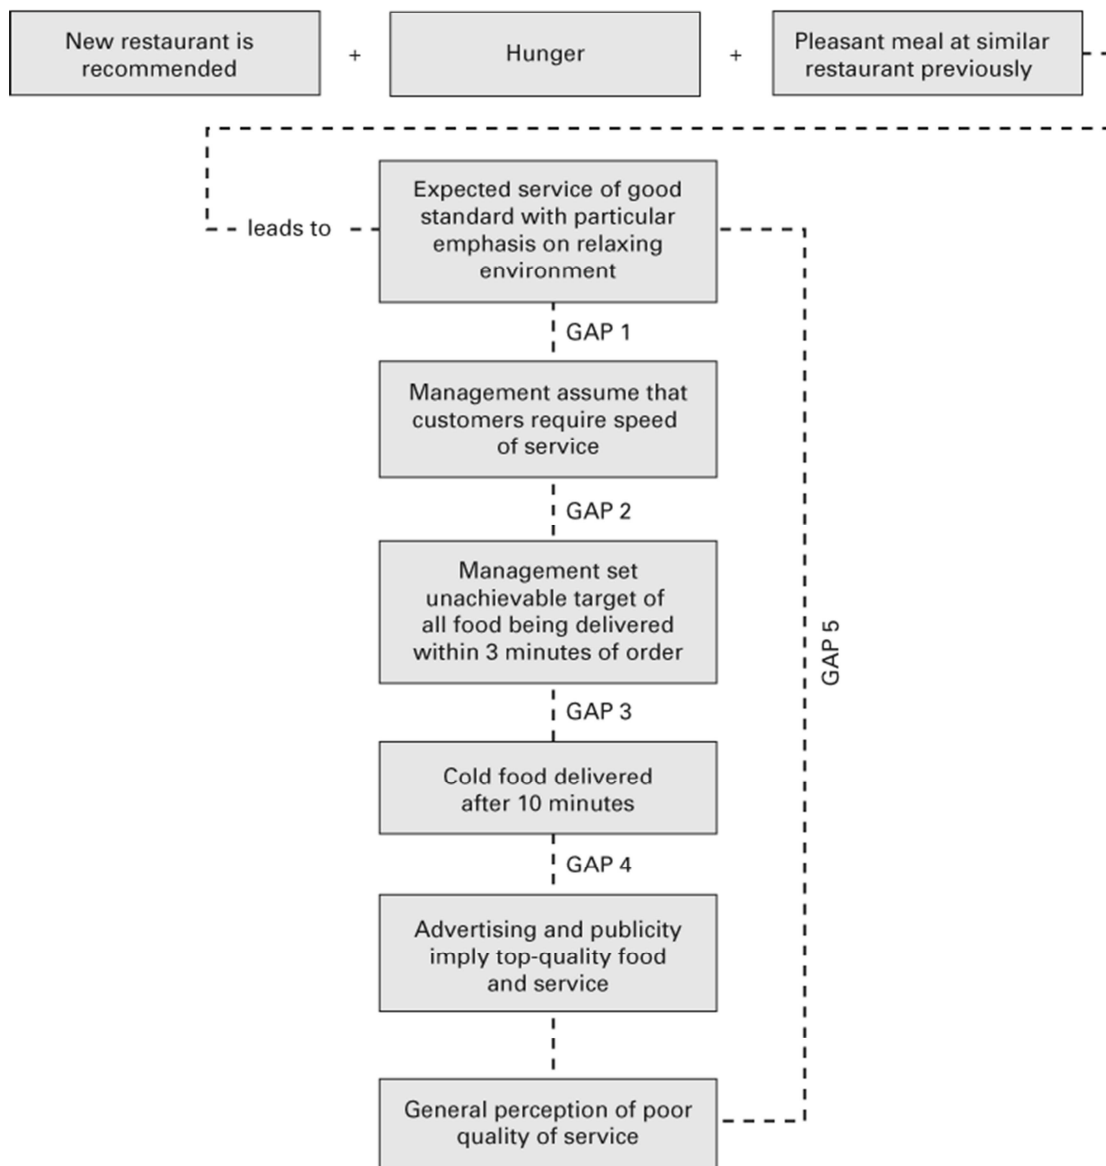 New restaurant is
recommended
+
Hunger
+
Pleasant meal at similar
restaurant previously
leads to
Expected service of good
standard with particular
emphasis on relaxing
environment
GAP 1
Management assume that
customers require speed
of service
GAP 2
Management set
unachievable target of
all food being delivered
within 3 minutes of order
GAP 5
GAP 3
Cold food delivered
after 10 minutes
GAP 4
Advertising and publicity
imply top-quality food
and service
General perception of poor
quality of service